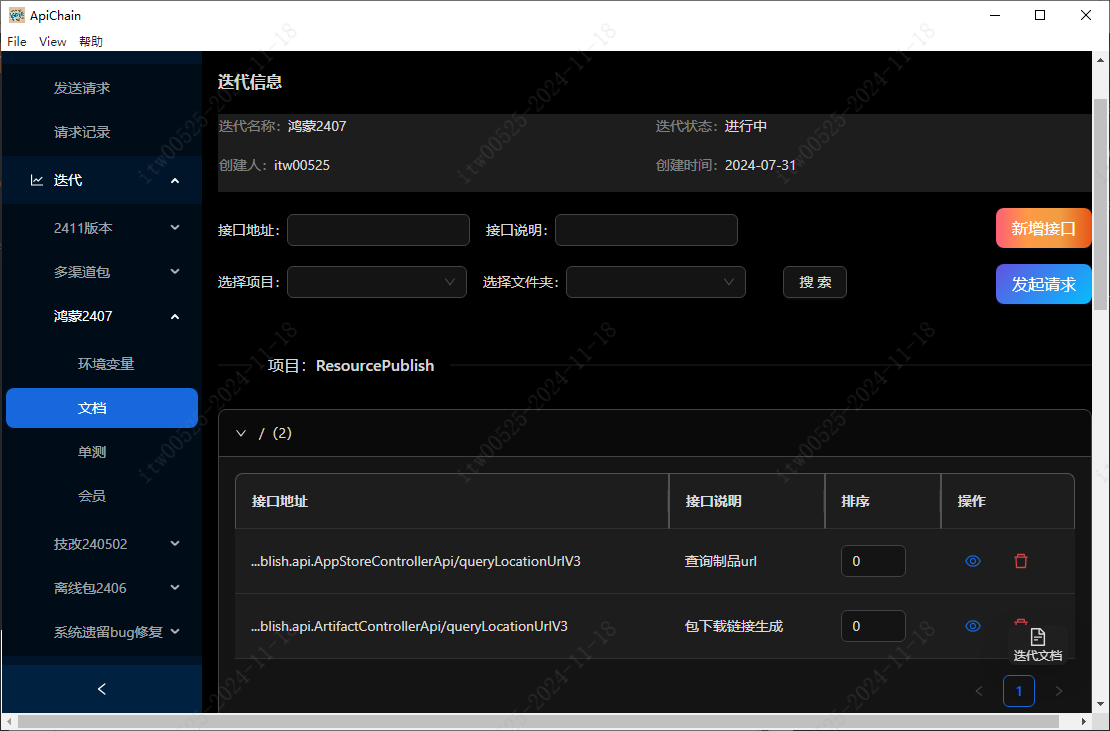 ApiChain
File View 帮助
发送请求
请求记录
迭代
2411版本
多渠道包
鸿蒙2407
环境变量
文档
单测
会员
技改240502
离线包2406
系统遗留bug修复
迭代信息
迭代名称： 鸿蒙2407 迭代状态： 进行中
创建人： itw00525 创建时间： 2024-07-31
接口地址： 接口说明： 新增接口
选择项目： 选择文件夹： 搜 索 发起请求
项目：ResourcePublish
/ (2)
接口地址 接口说明 排序 操作
...blish.api.AppStoreControllerApi/queryLocationUrlV3 查询制品url 0
...blish.api.ArtifactControllerApi/queryLocationUrlV3 包下载链接生成 0
迭代文档
1
itw00525-2024-11-18